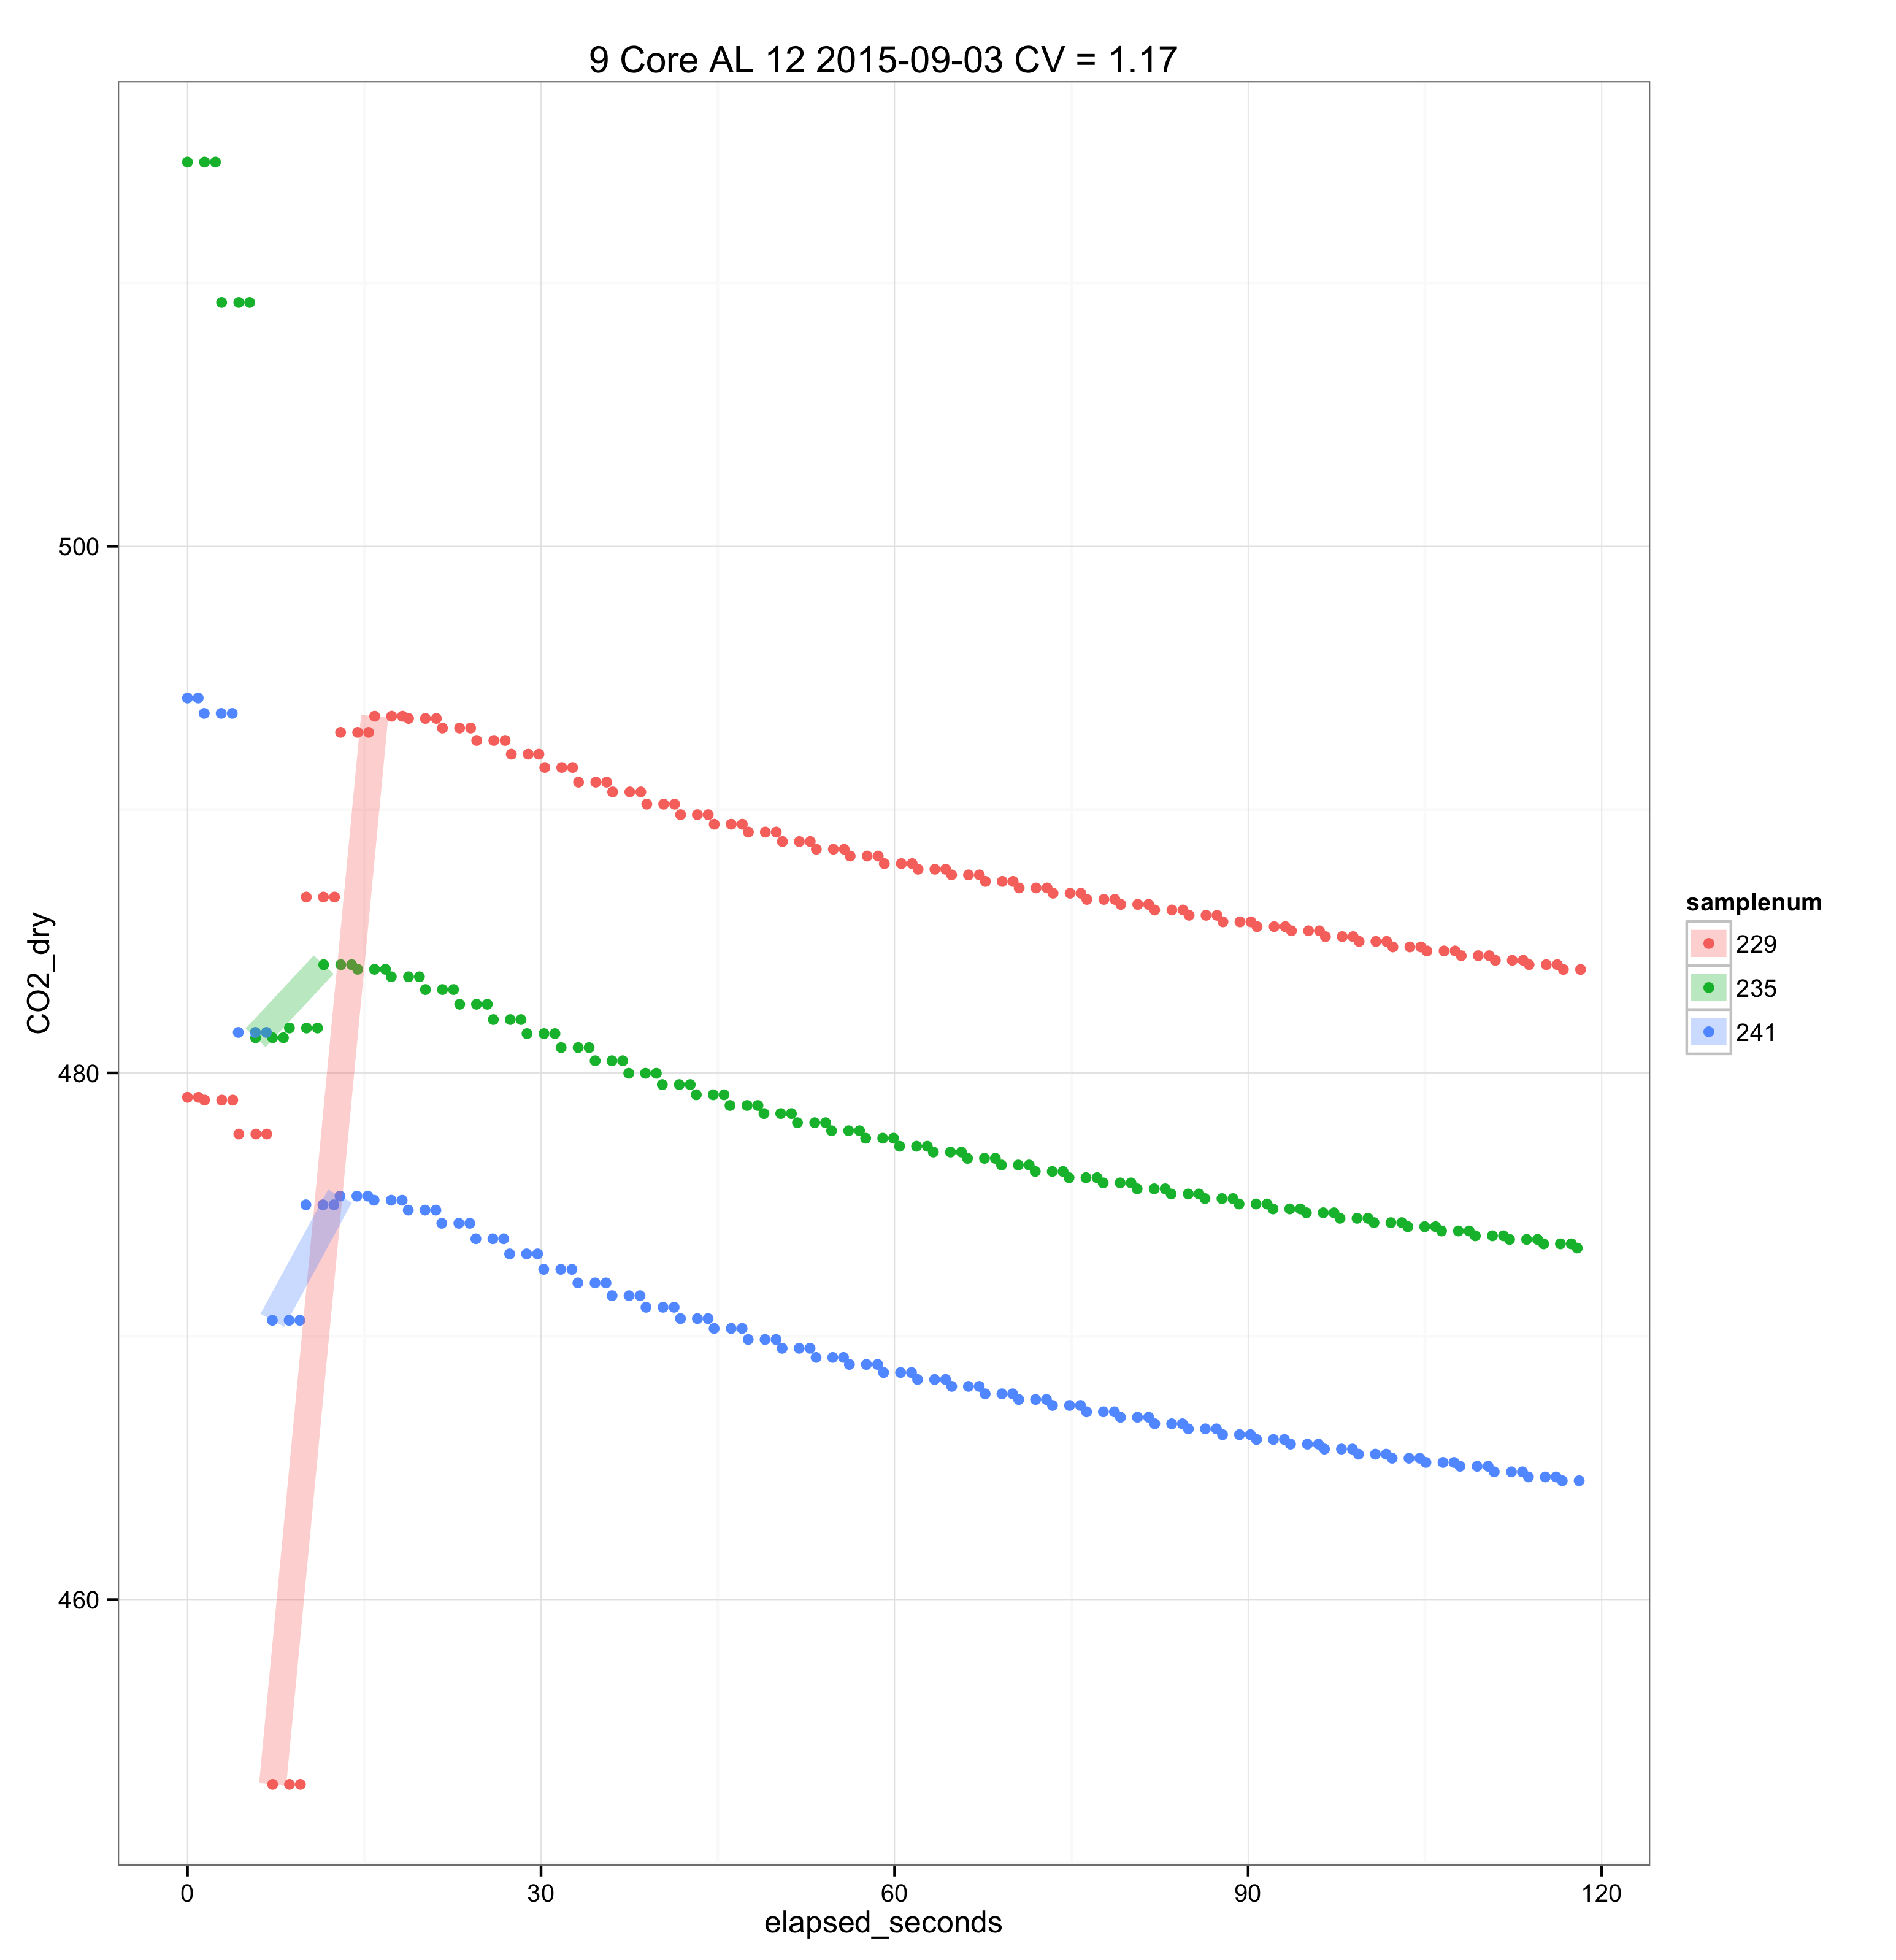 9 Core AL 12 2015-09-03 CV = 1.17
CO2_dry
500
480
460
0 30 60 90 120
elapsed_seconds
samplenum
229
235
241